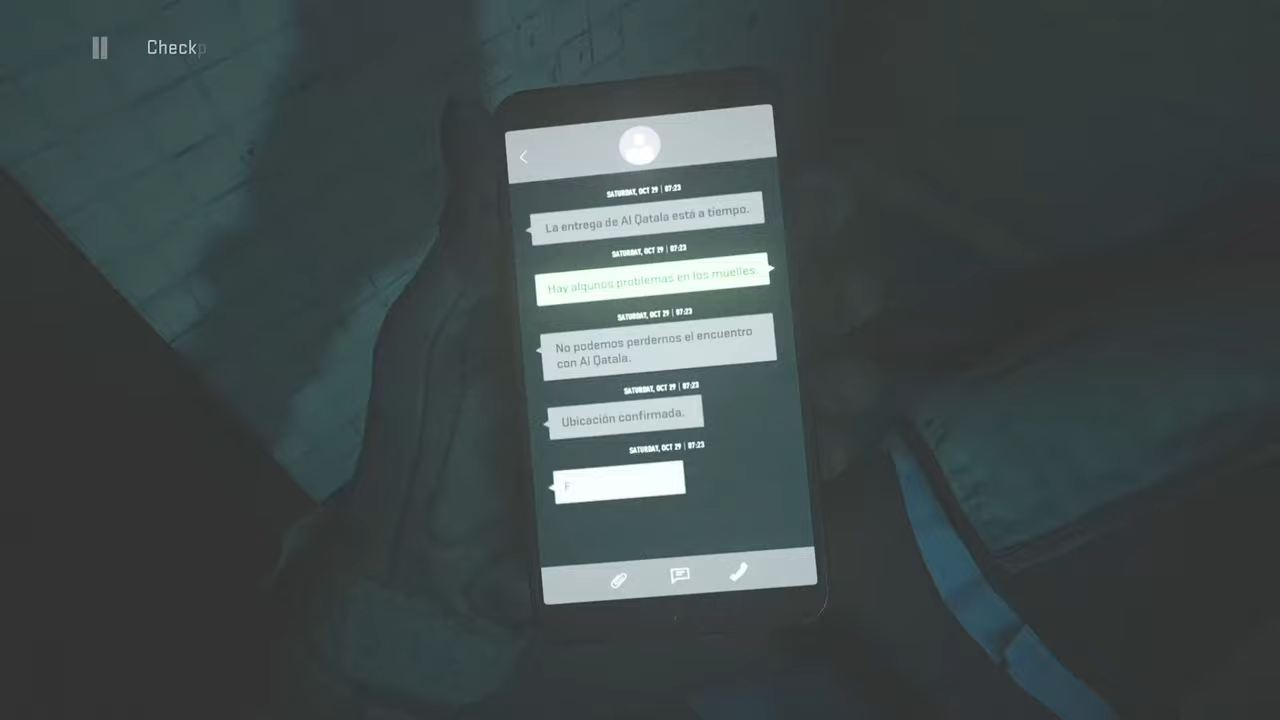 Checkp
SATURDAY, OCT 29 | 07:23
La entrega de Al Qatala está a tiempo.
SATURDAY, OCT 29 | 07:23
Hay algunos problemas en los muelles.
SATURDAY, OCT 29 | 07:23
No podemos perdernos el encuentro
con Al Qatala.
SATURDAY, OCT 29 | 07:23
Ubicación confirmada.
SATURDAY, OCT 29 | 07:23
F